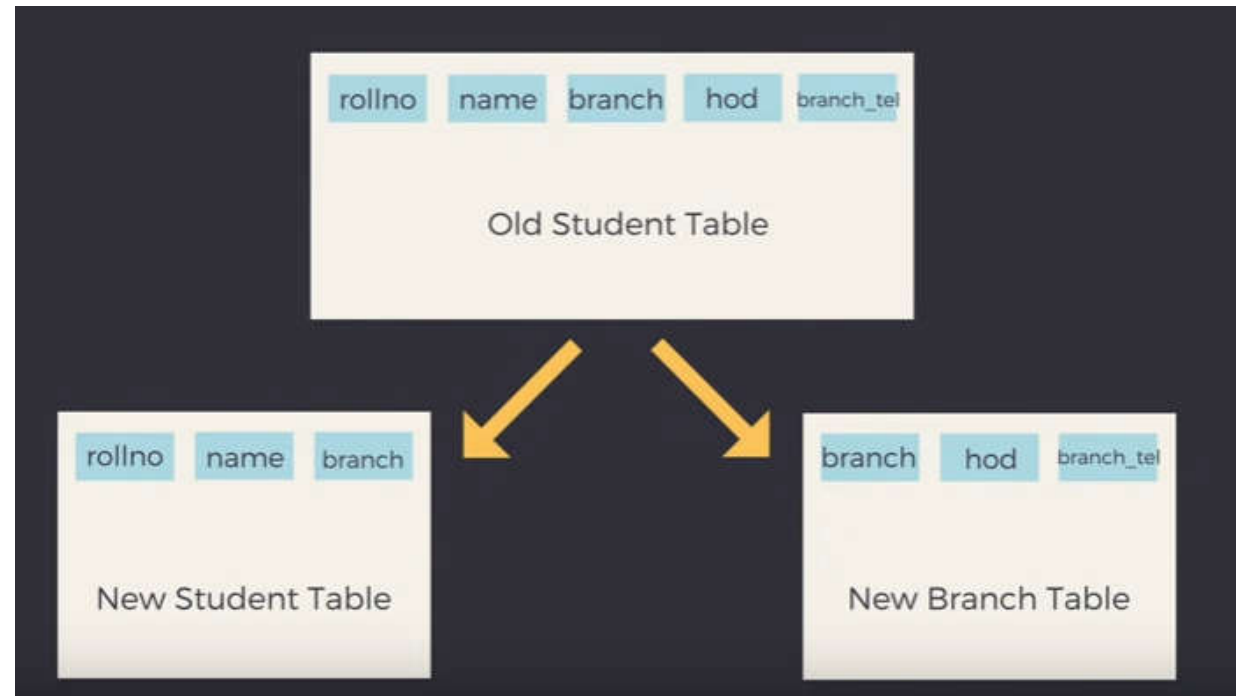 rollno name branch hod branch_tel
Old Student Table
rollno name branch
branch hod branch_tel
New Student Table
New Branch Table